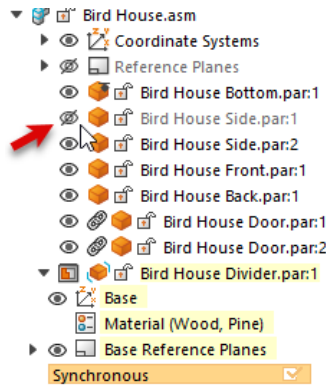 Bird House.asm
Coordinate Systems
Reference Planes
Bird House Bottom.par:1
Bird House Side.par:1
Bird House Side.par:2
Bird House Front.par:1
Bird House Back.par:1
Bird House Door.par:1
Bird House Door.par:2
Bird House Divider.par:1
Base
Material (Wood, Pine)
Base Reference Planes
Synchronous